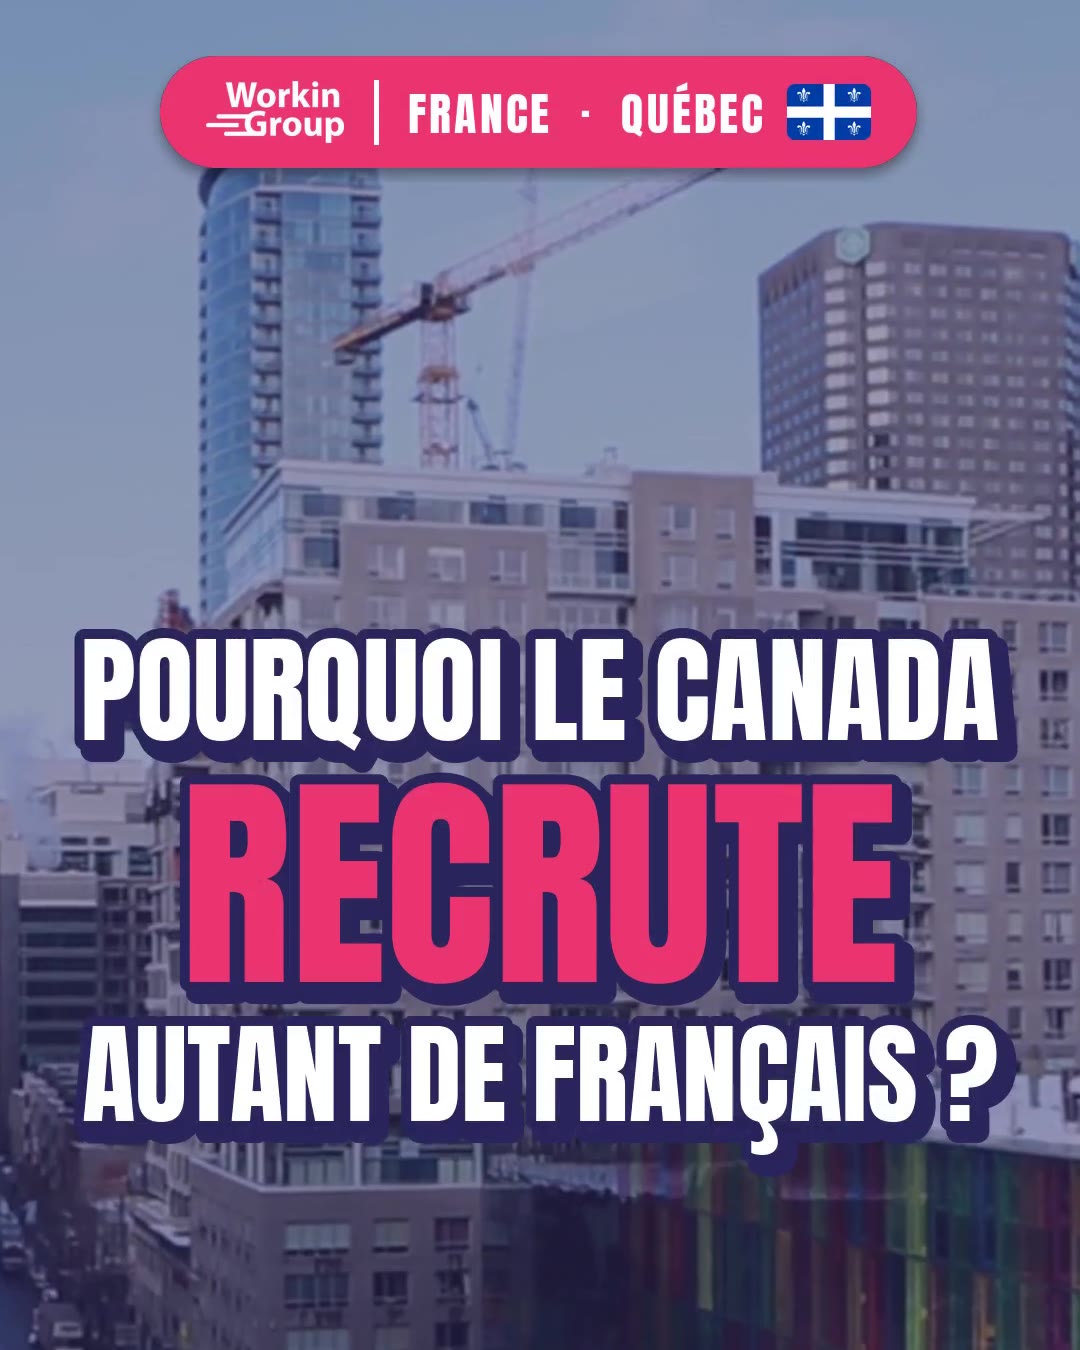 Workin
Group
FRANCE · QUÉBEC
POURQUOI LE CANADA
RECRUTE
AUTANT DE FRANÇAIS ?